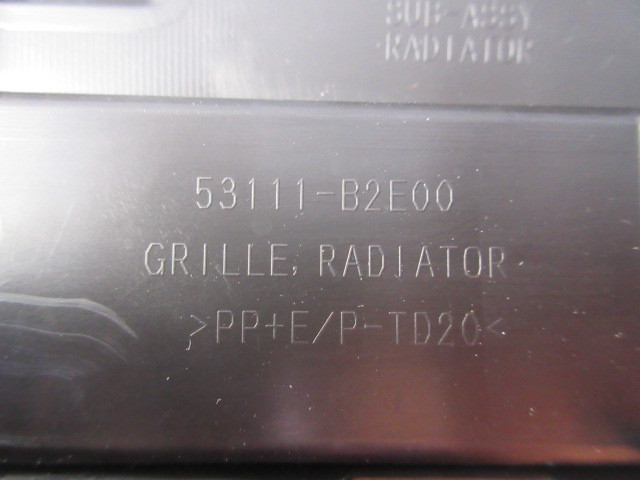 SUB-ASSY
RADIATOR
53111-B2E00
GRILLE, RADIATOR
>PP+E/P-TD20<